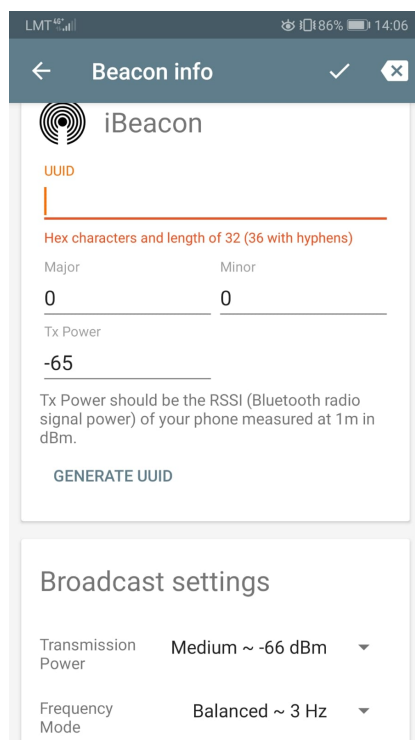 LMT 4G 86% 14:06
Beacon info
iBeacon
UUID
Hex characters and length of 32 (36 with hyphens)
Major Minor
0 0
Tx Power
-65
Tx Power should be the RSSI (Bluetooth radio
signal power) of your phone measured at 1m in
dBm.
GENERATE UUID
Broadcast settings
Transmission
Power
Medium ~ -66 dBm
Frequency
Mode
Balanced ~ 3 Hz